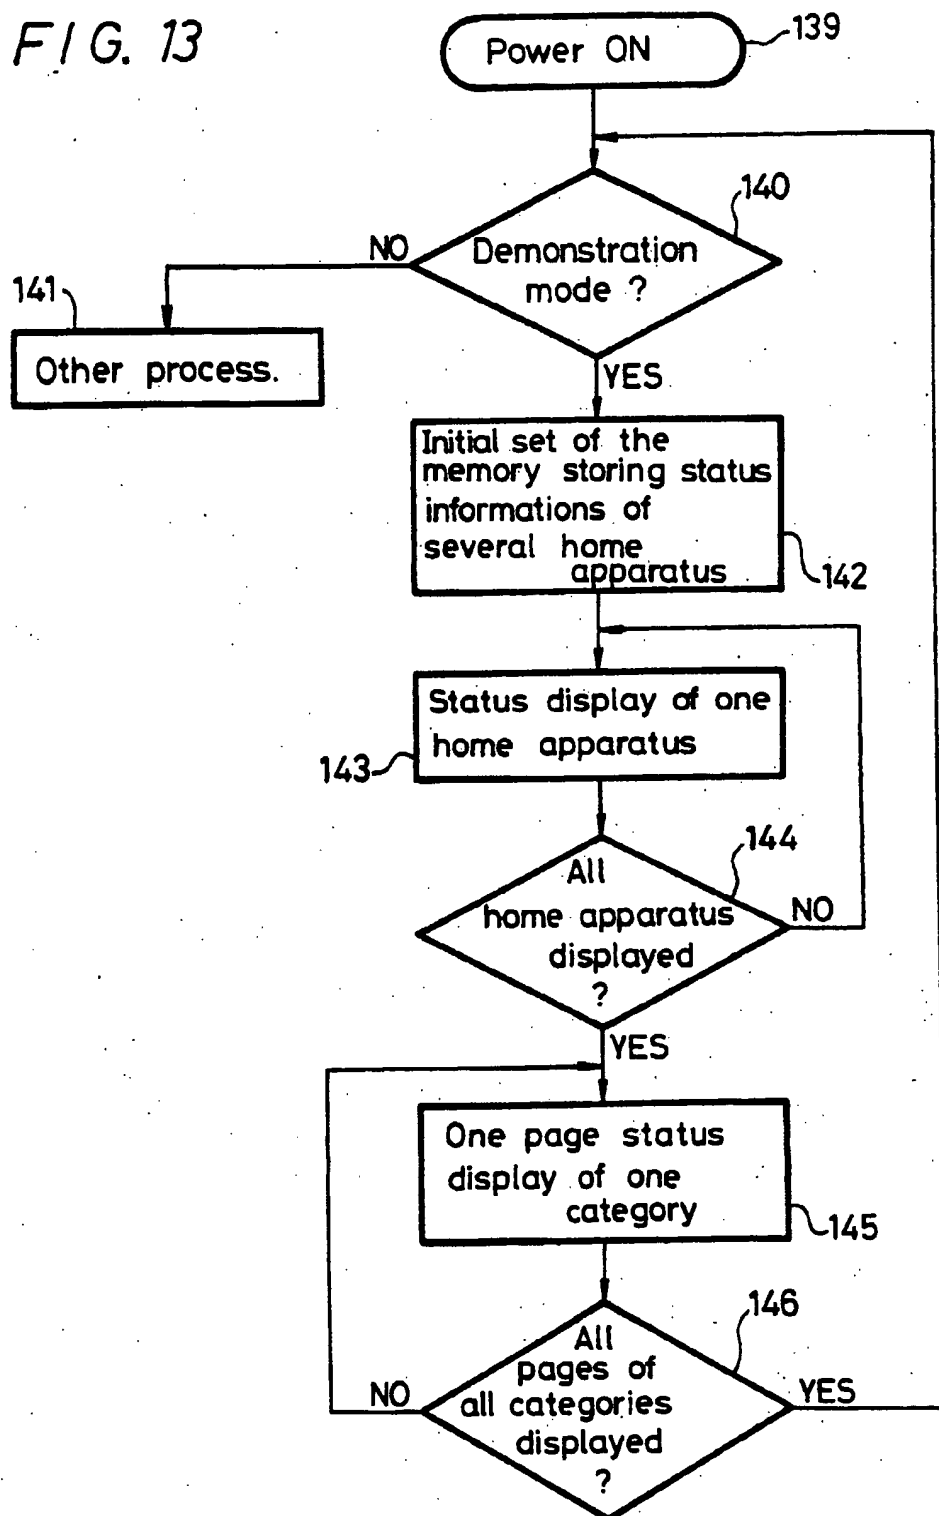 FIG. 13
Power ON
139
140
Demonstration
mode ?
NO
141
Other process.
YES
Initial set of the
memory storing status
informations of
several home
apparatus
142
Status display of one
home apparatus
143
144
All
home apparatus
displayed
?
NO
YES
One page status
display of one
category
145
146
All
pages of
all categories
displayed
?
NO
YES